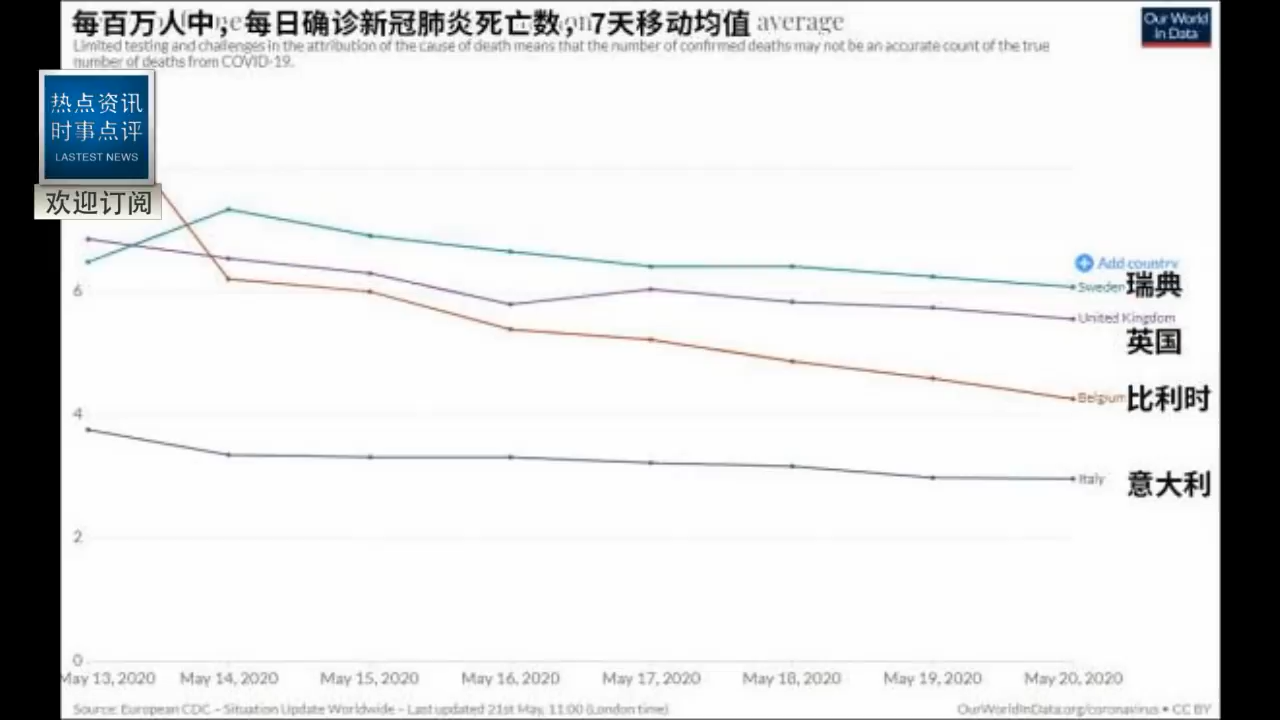 每百万人中，每日确诊新冠肺炎死亡数，7天移动均值 average
Our World
in Data
Limited testing and challenges in the attribution of the cause of death means that the number of confirmed deaths may not be an accurate count of the true
number of deaths from COVID-19.
热点资讯
时事点评
LASTEST NEWS
欢迎订阅
Add country
Sweden 瑞典
6
United Kingdom
英国
Belgium 比利时
4
Italy 意大利
2
0
May 13, 2020 May 14, 2020 May 15, 2020 May 16, 2020 May 17, 2020 May 18, 2020 May 19, 2020 May 20, 2020
Source: European CDC – Situation Update Worldwide – Last updated 21st May, 11:00 (London time)
OurWorldInData.org/coronavirus • CC BY